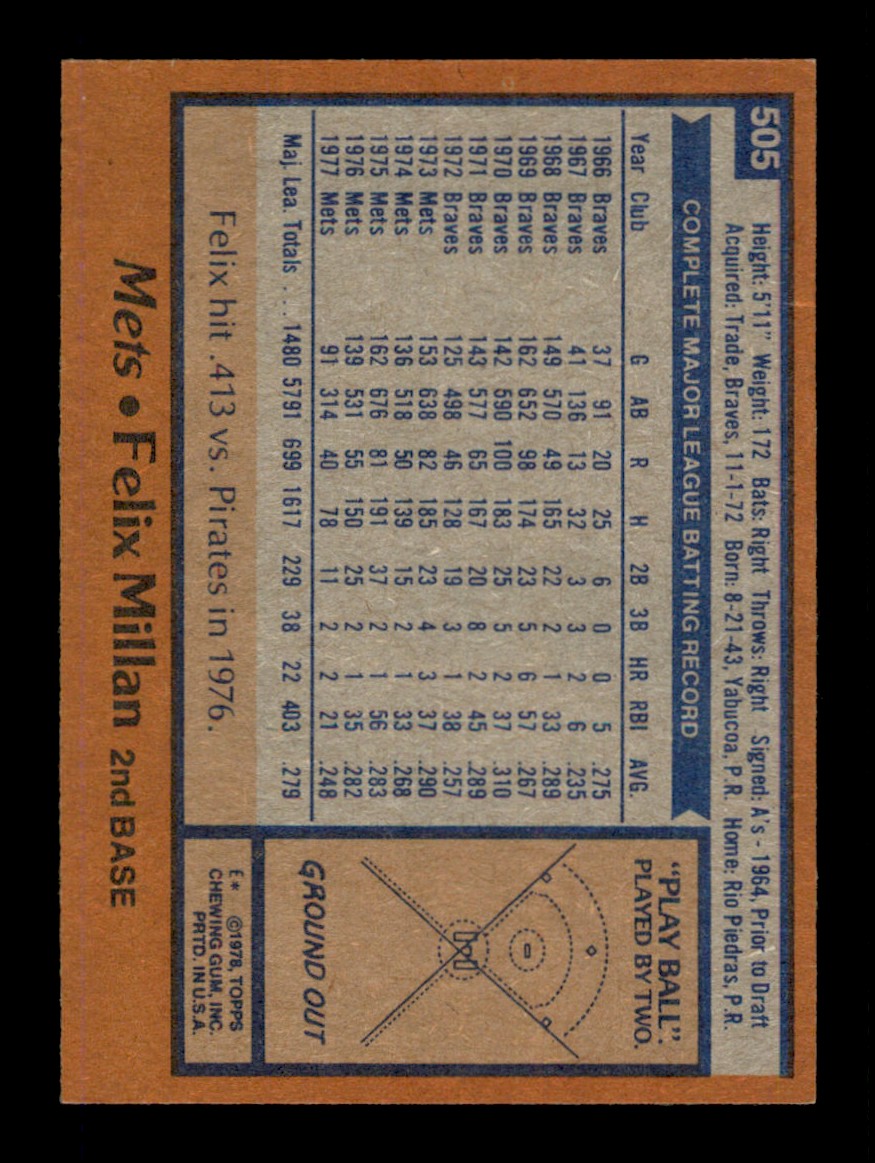 505
Height: 5'11" Weight: 172 Bats: Right Throws: Right Signed: A's - 1964, Prior to Draft
Acquired: Trade, Braves, 11-1-72 Born: 8-21-43, Yabucoa, P.R. Home: Rio Piedras, P.R.
COMPLETE MAJOR LEAGUE BATTING RECORD
Year Club G AB R H 2B 3B HR RBI AVG.
1966 Braves 37 91 20 25 6 0 0 5 .275
1967 Braves 41 136 13 32 3 3 2 6 .235
1968 Braves 149 570 49 165 22 2 1 33 .289
1969 Braves 162 652 98 174 23 5 6 57 .267
1970 Braves 142 590 100 183 25 5 2 37 .310
1971 Braves 143 577 65 167 20 8 2 45 .289
1972 Braves 125 498 46 128 19 3 1 38 .257
1973 Mets 153 638 82 185 23 4 3 37 .290
1974 Mets 136 518 50 139 15 2 1 33 .268
1975 Mets 162 676 81 191 37 2 1 56 .283
1976 Mets 139 531 55 150 25 2 1 35 .282
1977 Mets 91 314 40 78 11 2 2 21 .248
Maj. Lea. Totals . . . 1480 5791 699 1617 229 38 22 403 .279
Felix hit .413 vs. Pirates in 1976.
"PLAY BALL".
PLAYED BY TWO.
GROUND OUT
E* ©1978, TOPPS
CHEWING GUM, INC.
PRTD. IN U.S.A.
Mets • Felix Millan 2nd BASE